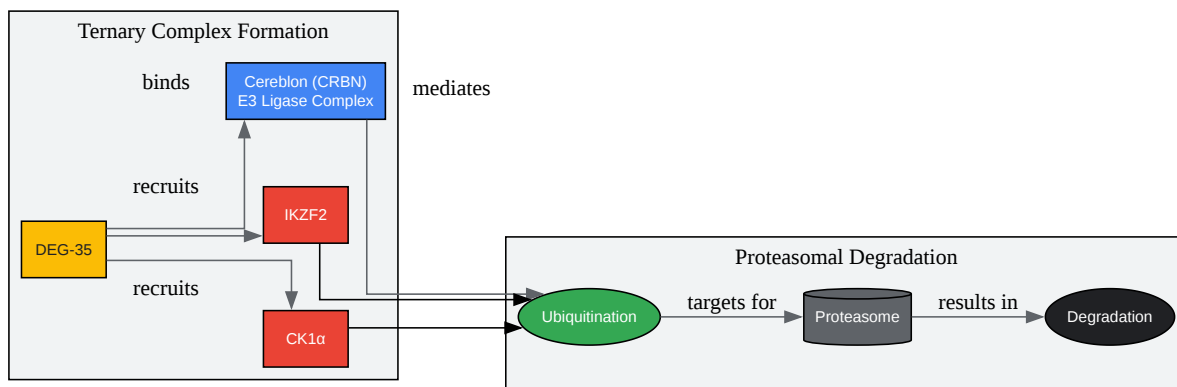 Ternary Complex Formation
binds
Cereblon (CRBN)
E3 Ligase Complex
mediates
recruits
IKZF2
DEG-35
recruits
CK1α
Proteasomal Degradation
Ubiquitination
targets for
Proteasome
results in
Degradation